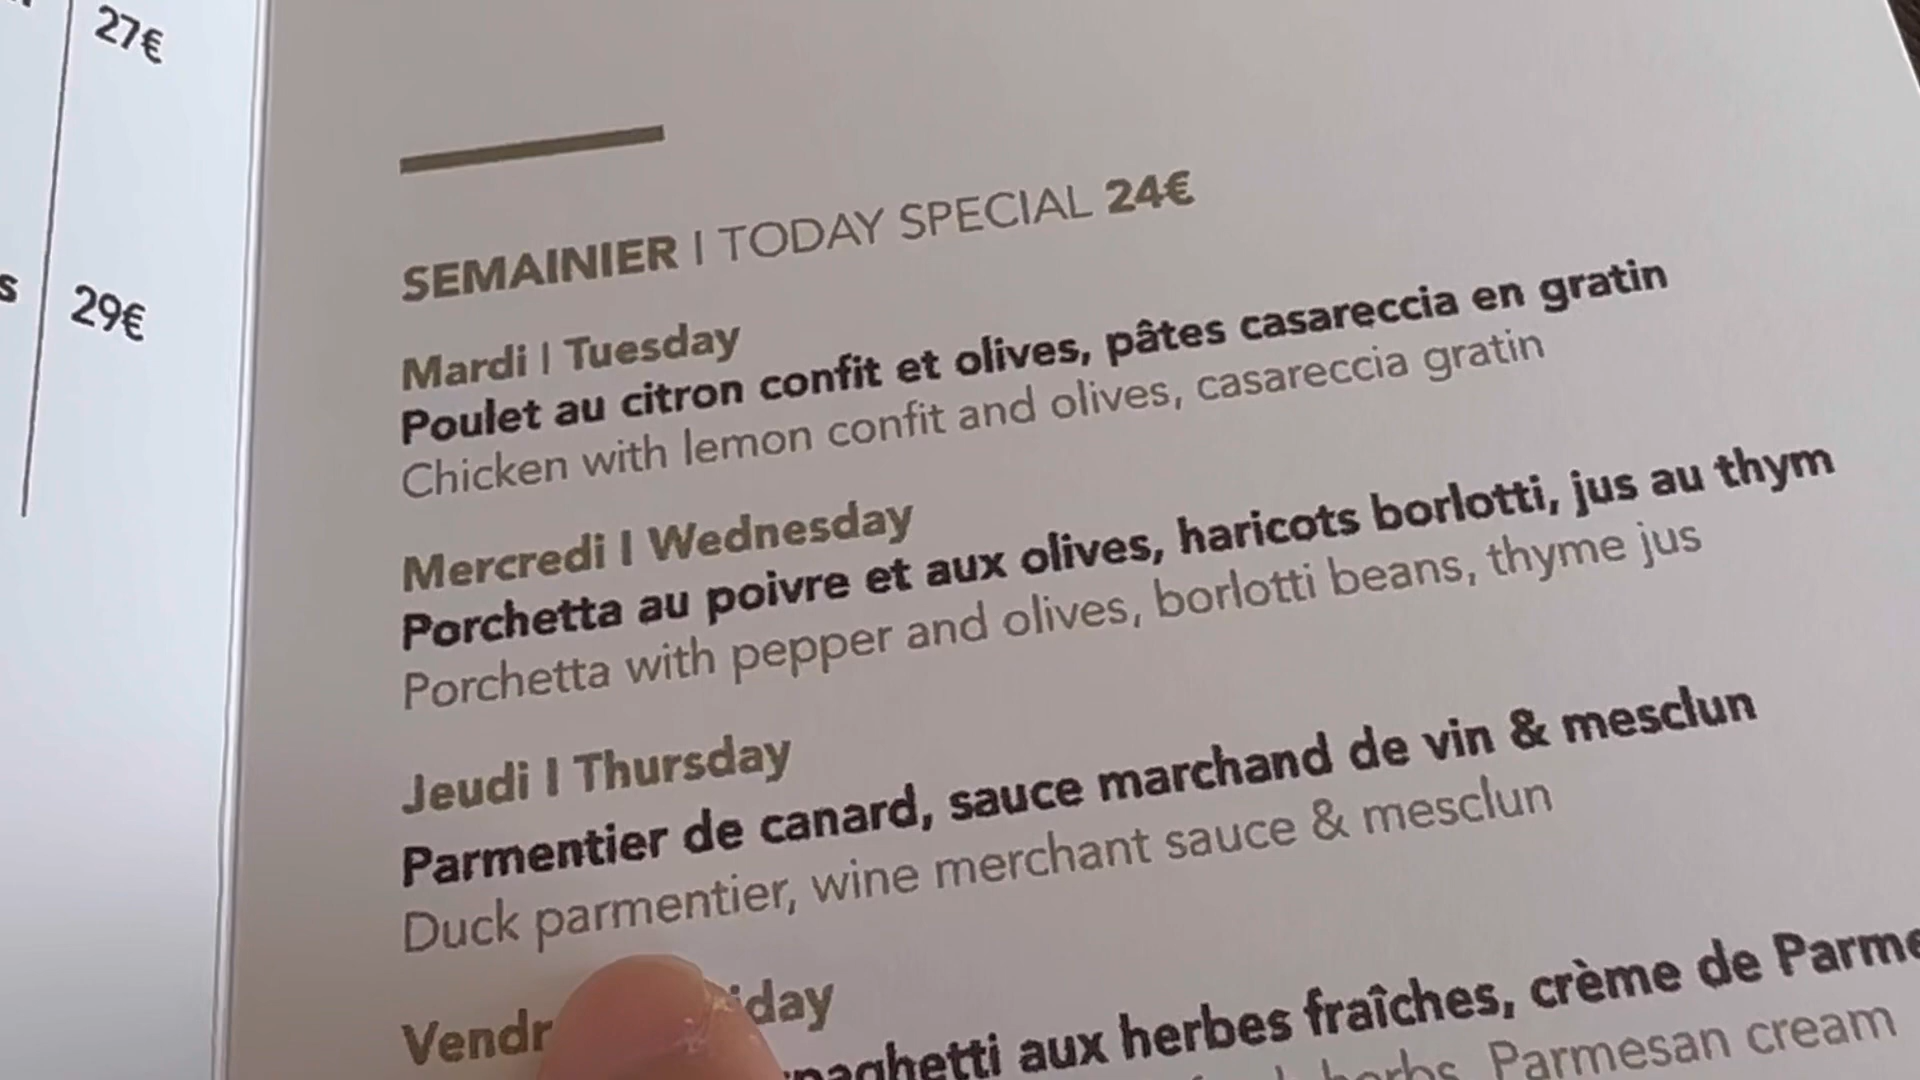 27€
29€
SEMAINIER | TODAY SPECIAL 24€
Mardi | Tuesday
Poulet au citron confit et olives, pâtes casareccia en gratin
Chicken with lemon confit and olives, casareccia gratin
Mercredi | Wednesday
Porchetta au poivre et aux olives, haricots borlotti, jus au thym
Porchetta with pepper and olives, borlotti beans, thyme jus
Jeudi | Thursday
Parmentier de canard, sauce marchand de vin & mesclun
Duck parmentier, wine merchant sauce & mesclun
aux herbes fraîches, crème de
herbs, Parmesan cream